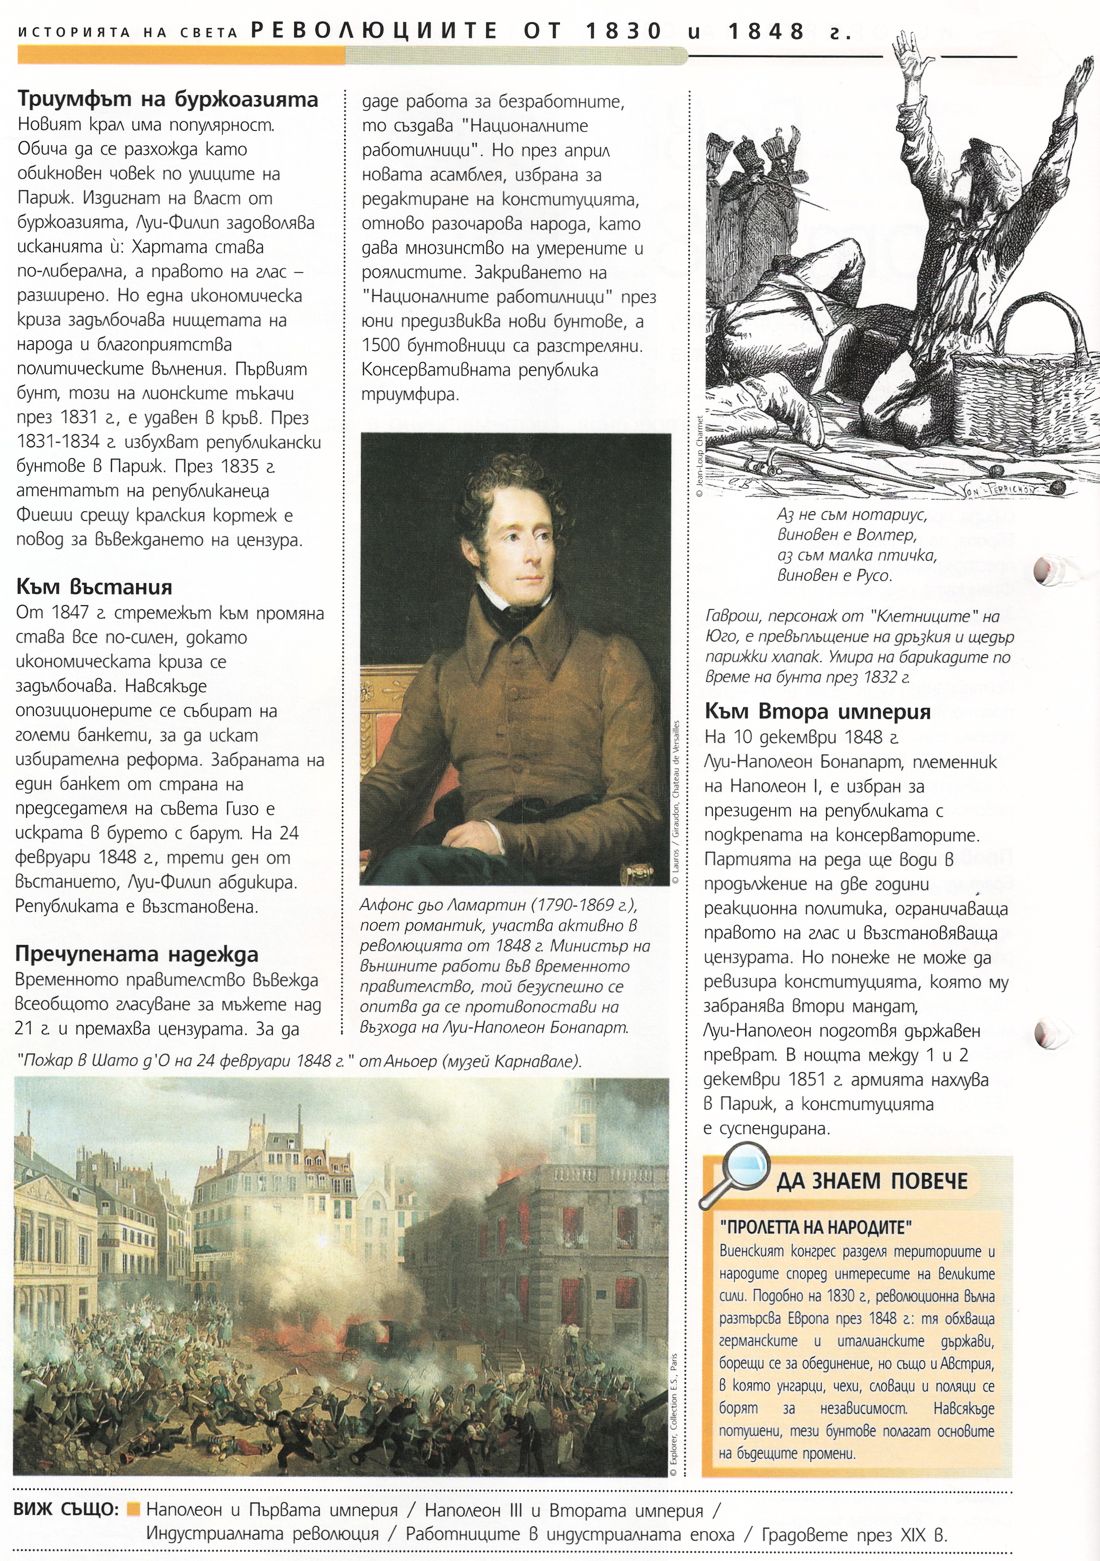 ИСТОРИЯТА НА СВЕТА РЕВОЛЮЦИИТЕ ОТ 1830 и 1848 г.
Триумфът на буржоазията
Новият крал има популярност.
Обича да се разхожда като
обикновен човек по улиците на
Париж. Издигнат на власт от
буржоазията, Луи-Филип задоволява
исканията ѝ: Хартата става
по-либерална, а правото на глас –
разширено. Но една икономическа
криза задълбочава нищетата на
народа и благоприятства
политическите вълнения. Първият
бунт, този на лионските тъкачи
през 1831 г., е удавен в кръв. През
1831-1834 г. избухват републикански
бунтове в Париж. През 1835 г.
атентатът на републиканеца
Фиеши срещу кралския кортеж е
повод за въвеждането на цензура.
Към въстания
От 1847 г. стремежът към промяна
става все по-силен, докато
икономическата криза се
задълбочава. Навсякъде
опозиционерите се събират на
големи банкети, за да искат
избирателна реформа. Забраната на
един банкет от страна на
председателя на съвета Гизо е
искрата в бурето с барут. На 24
февруари 1848 г., трети ден от
въстанието, Луи-Филип абдикира.
Републиката е възстановена.
Пречупената надежда
Временното правителство въвежда
всеобщото гласуване за мъжете над
21 г. и премахва цензурата. За да
даде работа за безработните,
то създава "Националните
работилници". Но през април
новата асамблея, избрана за
редактиране на конституцията,
отново разочарова народа, като
дава мнозинство на умерените и
роялистите. Закриването на
"Националните работилници" през
юни предизвиква нови бунтове, а
1500 бунтовници са разстреляни.
Консервативната република
триумфира.
© Lauros / Giraudon, Chateau de Versailles
Алфонс дьо Ламартин (1790-1869 г.),
поет романтик, участва активно в
революцията от 1848 г. Министър на
външните работи във временното
правителство, той безуспешно се
опитва да се противопостави на
възхода на Луи-Наполеон Бонапарт.
"Пожар в Шато д'О на 24 февруари 1848 г." от Аньоер (музей Карнавале).
© Explorer, Collection E.S., Paris
© Jean-Loup Charmet
Аз не съм нотариус,
виновен е Волтер,
аз съм малка птичка,
виновен е Русо.
Гаврош, персонаж от "Клетниците" на
Юго, е превъплъщение на дръзкия и щедър
парижки хлапак. Умира на барикадите по
време на бунта през 1832 г.
Към Втора империя
На 10 декември 1848 г.
Луи-Наполеон Бонапарт, племенник
на Наполеон I, е избран за
президент на републиката с
подкрепата на консерваторите.
Партията на реда ще води в
продължение на две години
реакционна политика, ограничаваща
правото на глас и възстановяваща
цензурата. Но понеже не може да
ревизира конституцията, която му
забранява втори мандат,
Луи-Наполеон подготвя държавен
преврат. В нощта между 1 и 2
декември 1851 г. армията нахлува
в Париж, а конституцията
е суспендирана.
ДА ЗНАЕМ ПОВЕЧЕ
"ПРОЛЕТТА НА НАРОДИТЕ"
Виенският конгрес разделя териториите и
народите според интересите на великите
сили. Подобно на 1830 г., революционна вълна
разтърсва Европа през 1848 г.: тя обхваща
германските и италианските държави,
борещи се за обединение, но също и Австрия,
в която унгарци, чехи, словаци и поляци се
борят за независимост. Навсякъде
потушени, тези бунтове полагат основите
на бъдещите промени.
ВИЖ СЪЩО: Наполеон и Първата империя / Наполеон III и Втората империя /
Индустриалната революция / Работниците в индустриалната епоха / Градовете през XIX в.